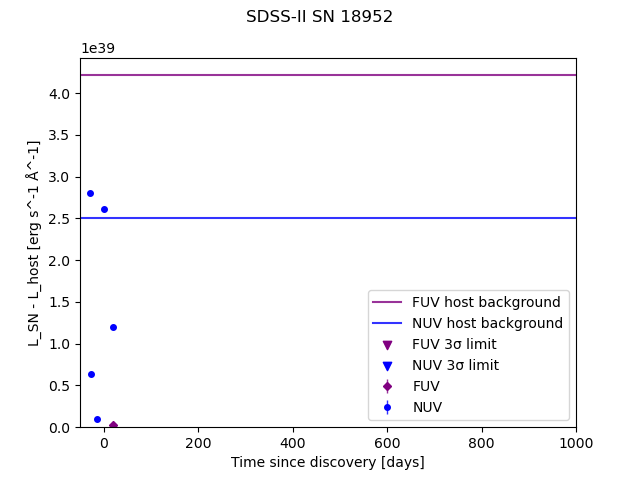 SDSS-II SN 18952
1e39
4.0
3.5
3.0
2.5
2.0
1.5
1.0
0.5
0.0
L_SN - L_host [erg s^-1 Å^-1]
FUV host background
NUV host background
FUV 3σ limit
NUV 3σ limit
FUV
NUV
0 200 400 600 800 1000
Time since discovery [days]